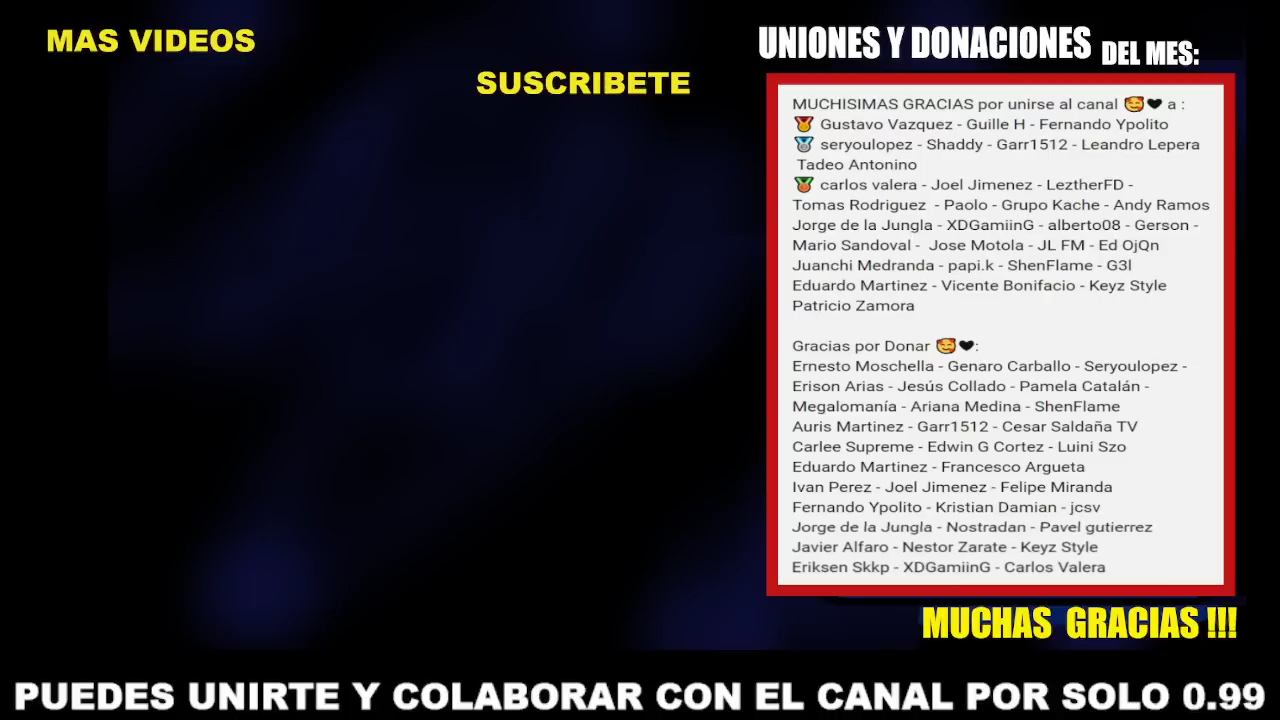 MAS VIDEOS
SUSCRIBETE
UNIONES Y DONACIONES DEL MES:
MUCHISIMAS GRACIAS por unirse al canal 🥰🖤 a :
🥇 Gustavo Vazquez - Guille H - Fernando Ypolito
🥈 seryoulopez - Shaddy - Garr1512 - Leandro Lepera
Tadeo Antonino
🥉 carlos valera - Joel Jimenez - LeztherFD -
Tomas Rodriguez - Paolo - Grupo Kache - Andy Ramos
Jorge de la Jungla - XDGamiinG - alberto08 - Gerson -
Mario Sandoval - Jose Motola - JL FM - Ed OjQn
Juanchi Medranda - papi.k - ShenFlame - G3l
Eduardo Martinez - Vicente Bonifacio - Keyz Style
Patricio Zamora
Gracias por Donar 🥰🖤:
Ernesto Moschella - Genaro Carballo - Seryoulopez -
Erison Arias - Jesús Collado - Pamela Catalán -
Megalomanía - Ariana Medina - ShenFlame
Auris Martinez - Garr1512 - Cesar Saldaña TV
Carlee Supreme - Edwin G Cortez - Luini Szo
Eduardo Martinez - Francesco Argueta
Ivan Perez - Joel Jimenez - Felipe Miranda
Fernando Ypolito - Kristian Damian - jcsv
Jorge de la Jungla - Nostradan - Pavel gutierrez
Javier Alfaro - Nestor Zarate - Keyz Style
Eriksen Skkp - XDGamiinG - Carlos Valera
MUCHAS GRACIAS !!!
PUEDES UNIRTE Y COLABORAR CON EL CANAL POR SOLO 0.99